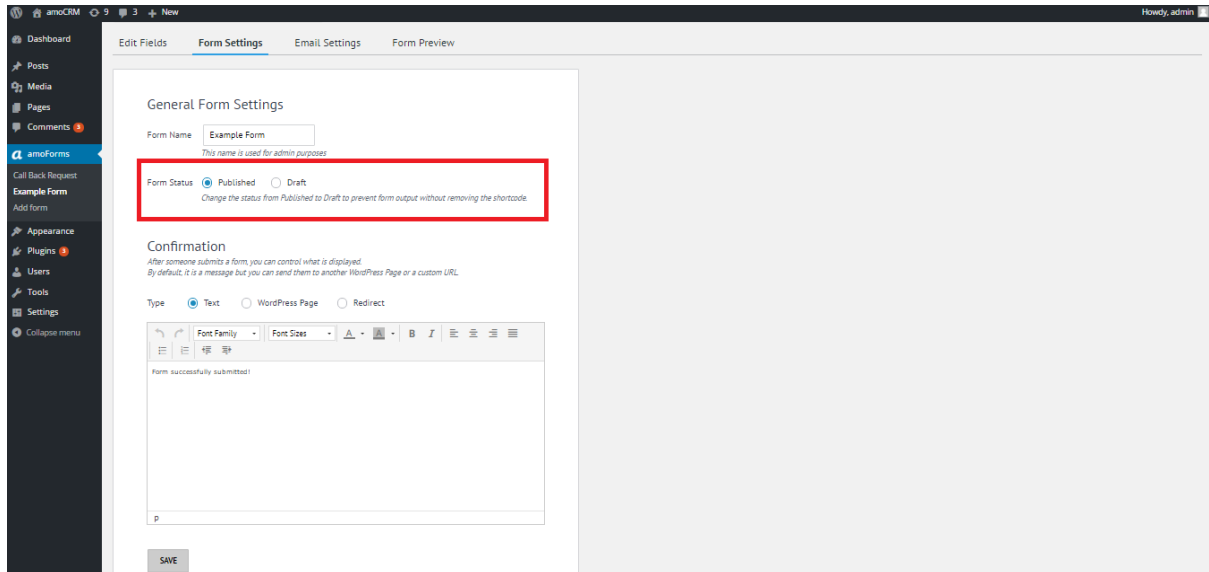 amoCRM 9 3 + New Howdy, admin
Dashboard
Posts
Media
Pages
Comments 3
amoForms
Call Back Request
Example Form
Add form
Appearance
Plugins 3
Users
Tools
Settings
Collapse menu
Edit Fields Form Settings Email Settings Form Preview
General Form Settings
Form Name Example Form
This name is used for admin purposes
Form Status Published Draft
Change the status from Published to Draft to prevent form output without removing the shortcode.
Confirmation
After someone submits a form, you can control what is displayed.
By default, it is a message but you can send them to another WordPress Page or a custom URL.
Type Text WordPress Page Redirect
Font Family Font Sizes A A B I
Form successfully submitted!
p
SAVE